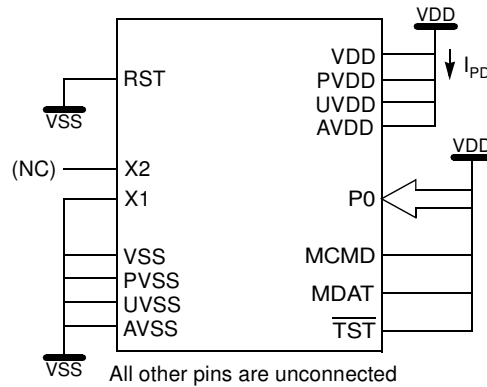 VDD
VDD
PVDD
UVDD
AVDD
I_PD
RST
VSS
VDD
(NC)
X2
X1
P0
VSS
PVSS
UVSS
AVSS
MCMD
MDAT
TST
VSS
All other pins are unconnected